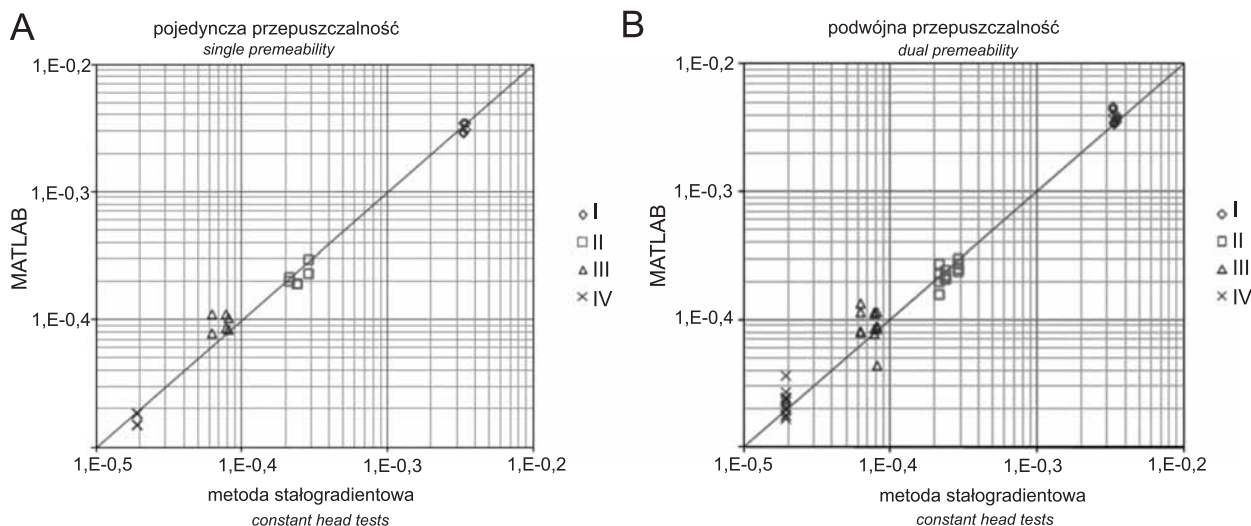 A
pojedyncza przepuszczalność
single premeability
1,E-0,2
1,E-0,3
1,E-0,4
MATLAB
1,E-0,5
1,E-0,4
1,E-0,3
1,E-0,2
metoda stałogradientowa
constant head tests
I
II
III
IV
B
podwójna przepuszczalność
dual premeability
1,E-0,2
1,E-0,3
1,E-0,4
MATLAB
1,E-0,5
1,E-0,4
1,E-0,3
1,E-0,2
metoda stałogradientowa
constant head tests
I
II
III
IV